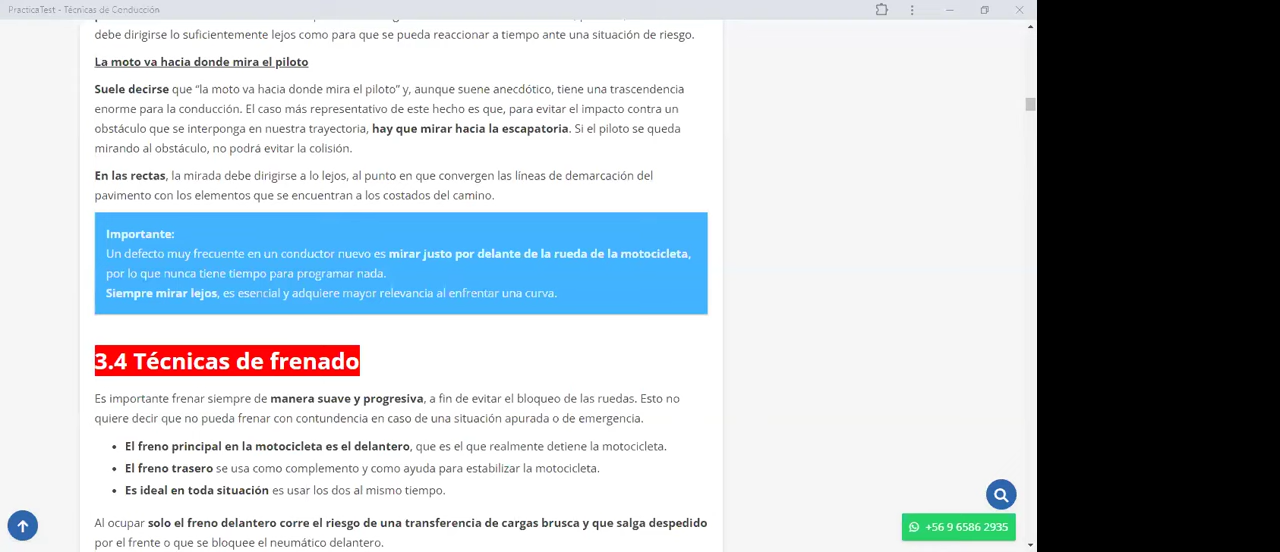 PracticaTest - Técnicas de Conducción
debe dirigirse lo suficientemente lejos como para que se pueda reaccionar a tiempo ante una situación de riesgo.
La moto va hacia donde mira el piloto
Suele decirse que “la moto va hacia donde mira el piloto” y, aunque suene anecdótico, tiene una trascendencia
enorme para la conducción. El caso más representativo de este hecho es que, para evitar el impacto contra un
obstáculo que se interponga en nuestra trayectoria, hay que mirar hacia la escapatoria. Si el piloto se queda
mirando al obstáculo, no podrá evitar la colisión.
En las rectas, la mirada debe dirigirse a lo lejos, al punto en que convergen las líneas de demarcación del
pavimento con los elementos que se encuentran a los costados del camino.
Importante:
Un defecto muy frecuente en un conductor nuevo es mirar justo por delante de la rueda de la motocicleta,
por lo que nunca tiene tiempo para programar nada.
Siempre mirar lejos, es esencial y adquiere mayor relevancia al enfrentar una curva.
3.4 Técnicas de frenado
Es importante frenar siempre de manera suave y progresiva, a fin de evitar el bloqueo de las ruedas. Esto no
quiere decir que no pueda frenar con contundencia en caso de una situación apurada o de emergencia.
• El freno principal en la motocicleta es el delantero, que es el que realmente detiene la motocicleta.
• El freno trasero se usa como complemento y como ayuda para estabilizar la motocicleta.
• Es ideal en toda situación es usar los dos al mismo tiempo.
Al ocupar solo el freno delantero corre el riesgo de una transferencia de cargas brusca y que salga despedido
por el frente o que se bloquee el neumático delantero.
+56 9 6586 2935